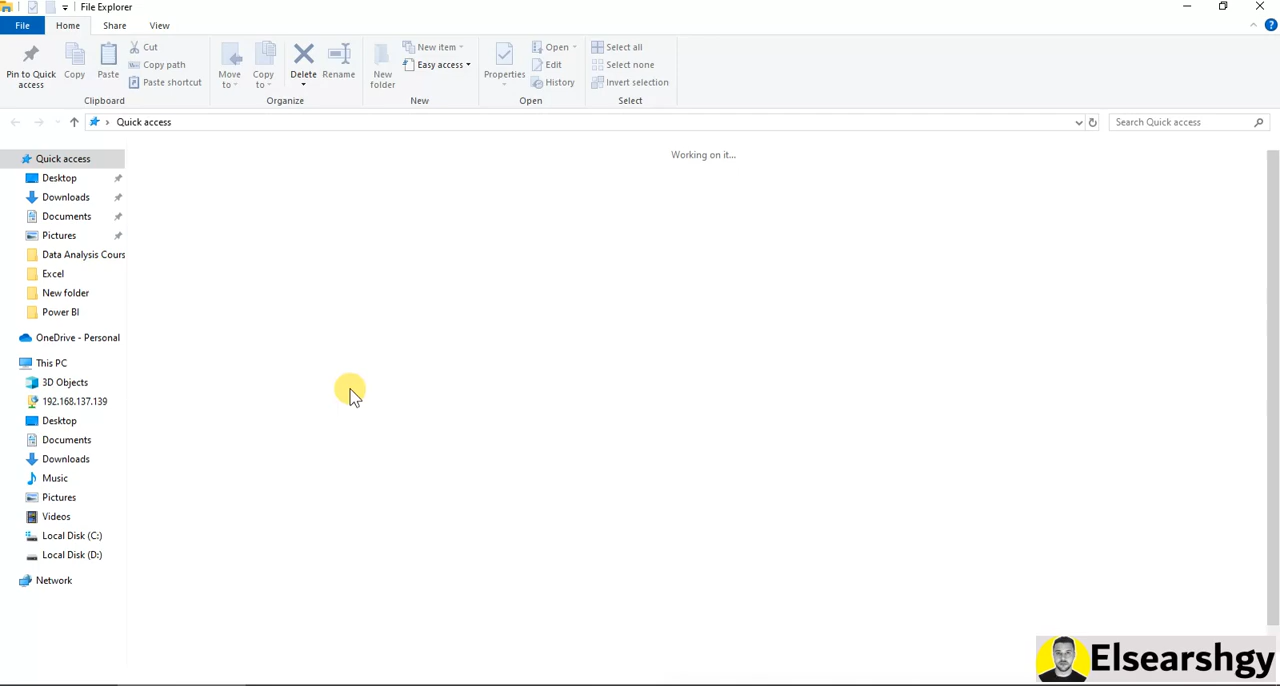 File Explorer
File Home Share View
Pin to Quick access
Copy
Paste
Cut
Copy path
Paste shortcut
Clipboard
Move to
Copy to
Delete
Rename
Organize
New folder
New item
Easy access
New
Properties
Open
Edit
History
Open
Select all
Select none
Invert selection
Select
Quick access
Search Quick access
Working on it...
Quick access
Desktop
Downloads
Documents
Pictures
Data Analysis Cours
Excel
New folder
Power BI
OneDrive - Personal
This PC
3D Objects
192.168.137.139
Desktop
Documents
Downloads
Music
Pictures
Videos
Local Disk (C:)
Local Disk (D:)
Network
Elsearshgy